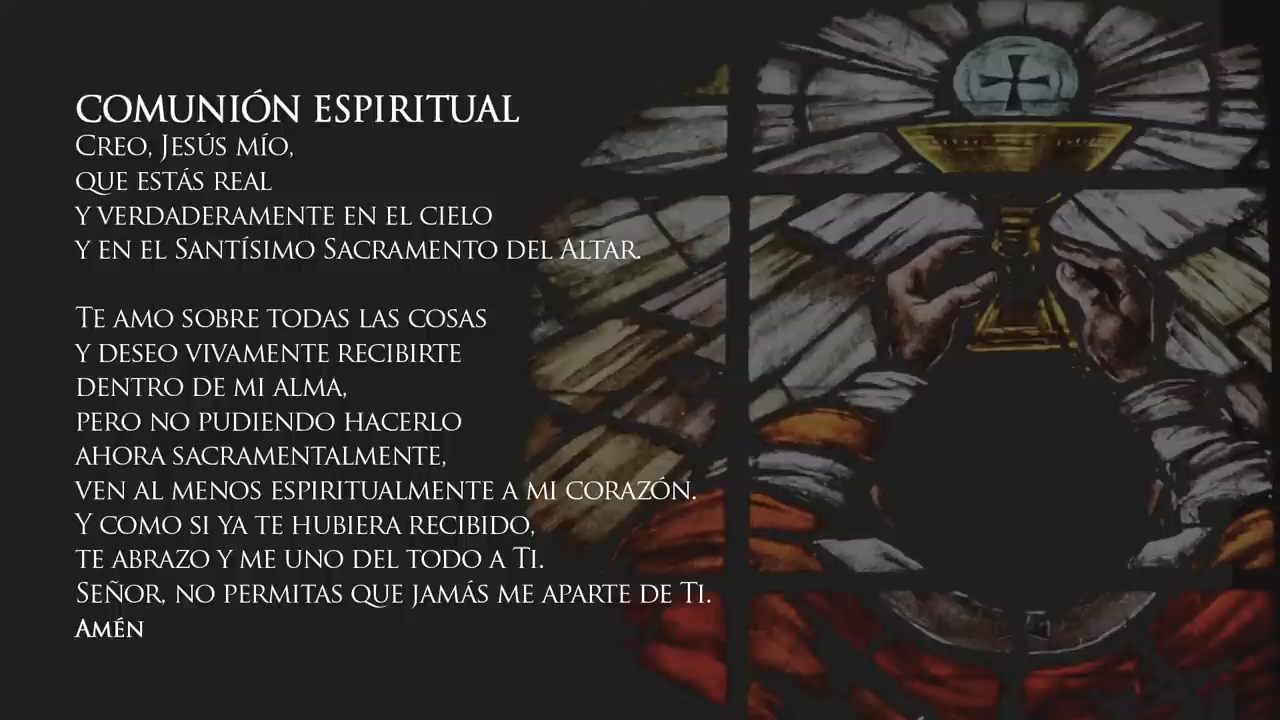 COMUNIÓN ESPIRITUAL
CREO, JESÚS MÍO,
QUE ESTÁS REAL
Y VERDADERAMENTE EN EL CIELO
Y EN EL SANTÍSIMO SACRAMENTO DEL ALTAR.
TE AMO SOBRE TODAS LAS COSAS
Y DESEO VIVAMENTE RECIBIRTE
DENTRO DE MI ALMA,
PERO NO PUDIENDO HACERLO
AHORA SACRAMENTALMENTE,
VEN AL MENOS ESPIRITUALMENTE A MI CORAZÓN.
Y COMO SI YA TE HUBIERA RECIBIDO,
TE ABRAZO Y ME UNO DEL TODO A TI.
SEÑOR, NO PERMITAS QUE JAMÁS ME APARTE DE TI.
AMÉN